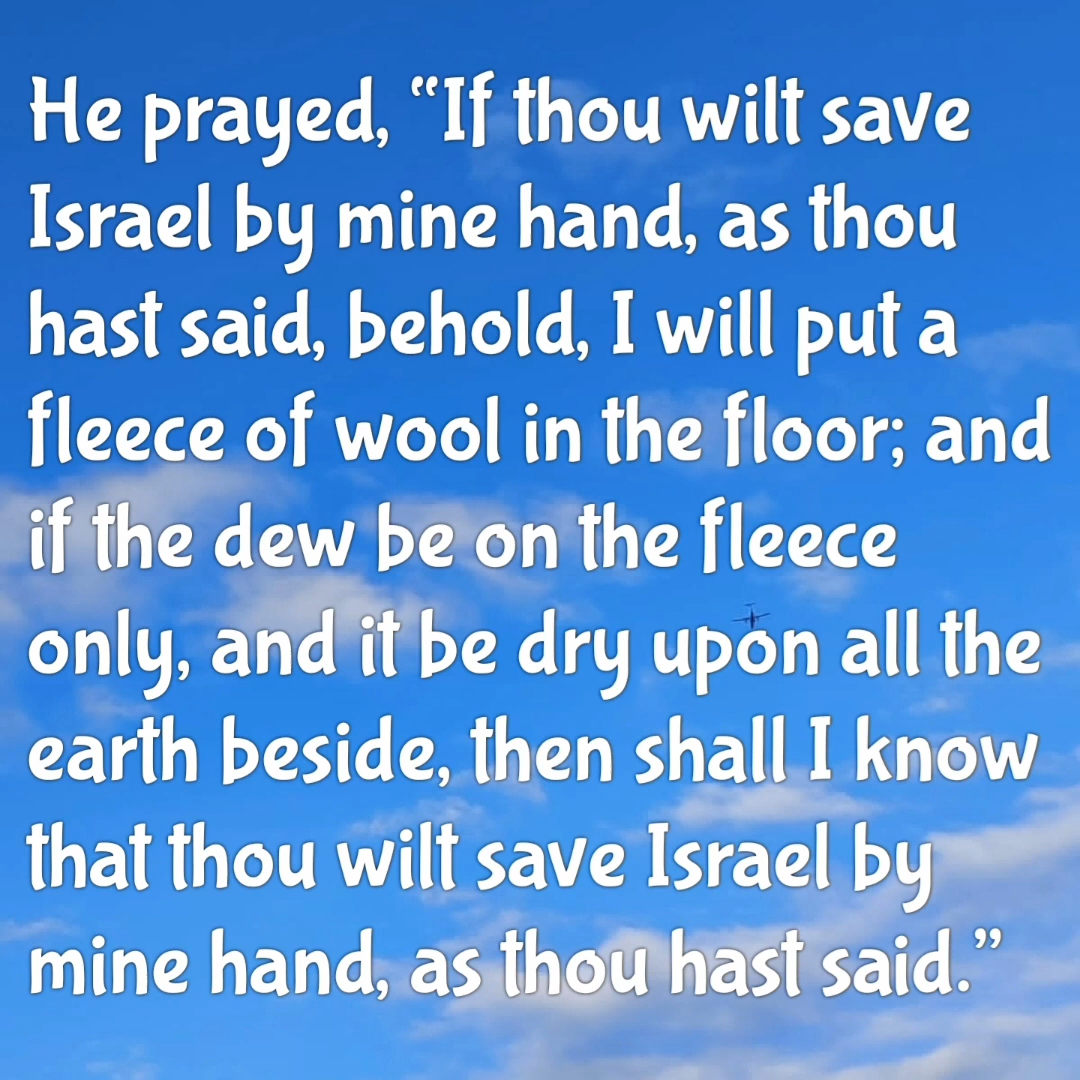 He prayed, “If thou wilt save
Israel by mine hand, as thou
hast said, behold, I will put a
fleece of wool in the floor; and
if the dew be on the fleece
only, and it be dry upon all the
earth beside, then shall I know
that thou wilt save Israel by
mine hand, as thou hast said.”